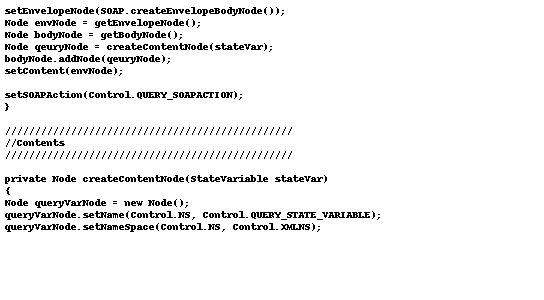 setEnvelopeNode(SOAP.createEnvelopeBodyNode());
Node envNode = getEnvelopeNode();
Node bodyNode = getBodyNode();
Node qeuryNode = createContentNode(stateVar);
bodyNode.addNode(qeuryNode);
setContent(envNode);
setSOAPAction(Control.QUERY_SOAPACTION);
}
////////////////////////////////////////////////
//Contents
////////////////////////////////////////////////
private Node createContentNode(StateVariable stateVar)
{
Node queryVarNode = new Node();
queryVarNode.setName(Control.NS, Control.QUERY_STATE_VARIABLE);
queryVarNode.setNameSpace(Control.NS, Control.XMLNS);